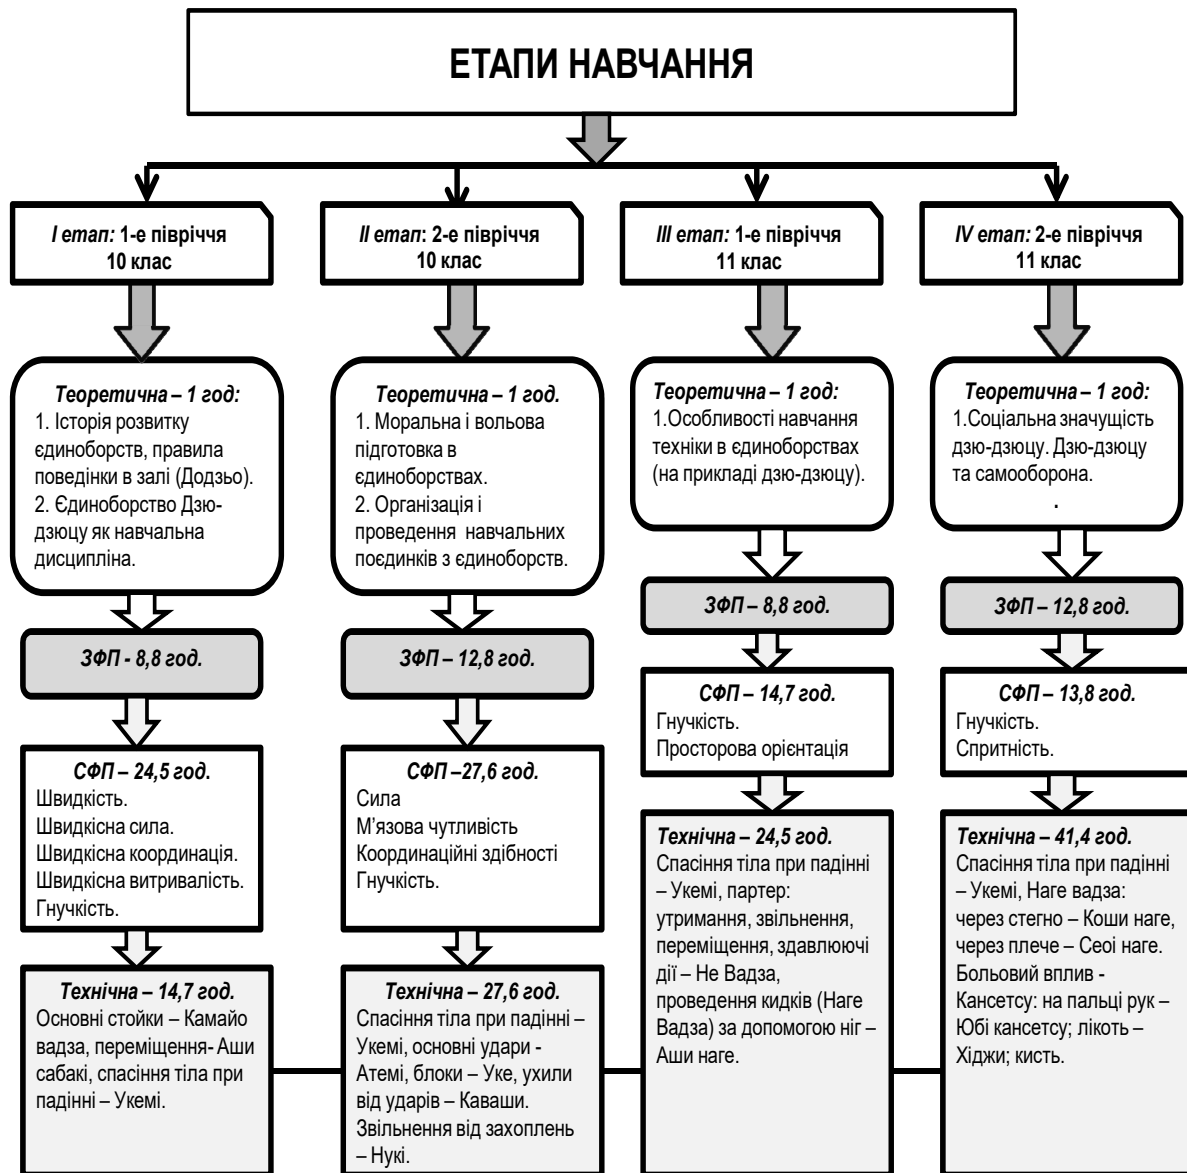 ЕТАПИ НАВЧАННЯ
І етап: 1-е півріччя
10 клас
ІІ етап: 2-е півріччя
10 клас
ІІІ етап: 1-е півріччя
11 клас
IV етап: 2-е півріччя
11 клас
Теоретична – 1 год:
1. Історія розвитку
єдиноборств, правила
поведінки в залі (Додзьо).
2. Єдиноборство Дзю-
дзюцу як навчальна
дисципліна.
Теоретична – 1 год.
1. Моральна і вольова
підготовка в
єдиноборствах.
2. Організація і
проведення навчальних
поєдинків з єдиноборств.
Теоретична – 1 год:
1.Особливості навчання
техніки в єдиноборствах
(на прикладі дзю-дзюцу).
Теоретична – 1 год:
1.Соціальна значущість
дзю-дзюцу. Дзю-дзюцу
та самооборона.
.
ЗФП - 8,8 год.
ЗФП – 12,8 год.
ЗФП – 8,8 год.
ЗФП – 12,8 год.
СФП – 24,5 год.
Швидкість.
Швидкісна сила.
Швидкісна координація.
Швидкісна витривалість.
Гнучкість.
СФП –27,6 год.
Сила
М'язова чутливість
Координаційні здібності
Гнучкість.
СФП – 14,7 год.
Гнучкість.
Просторова орієнтація
СФП – 13,8 год.
Гнучкість.
Спритність.
Технічна – 14,7 год.
Основні стойки – Камайо
вадза, переміщення- Аши
сабакі, спасіння тіла при
падінні – Укемі.
Технічна – 27,6 год.
Спасіння тіла при падінні –
Укемі, основні удари -
Атемі, блоки – Уке, ухили
від ударів – Каваши.
Звільнення від захоплень
– Нукі.
Технічна – 24,5 год.
Спасіння тіла при падінні
– Укемі, партер:
утримання, звільнення,
переміщення, здавлюючі
дії – Не Вадза,
проведення кидків (Наге
Вадза) за допомогою ніг –
Аши наге.
Технічна – 41,4 год.
Спасіння тіла при падінні
– Укемі, Наге вадза:
через стегно – Коши наге,
через плече – Сеоі наге.
Больовий вплив -
Кансетсу: на пальці рук –
Юбі кансетсу; лікоть –
Хіджи; кисть.